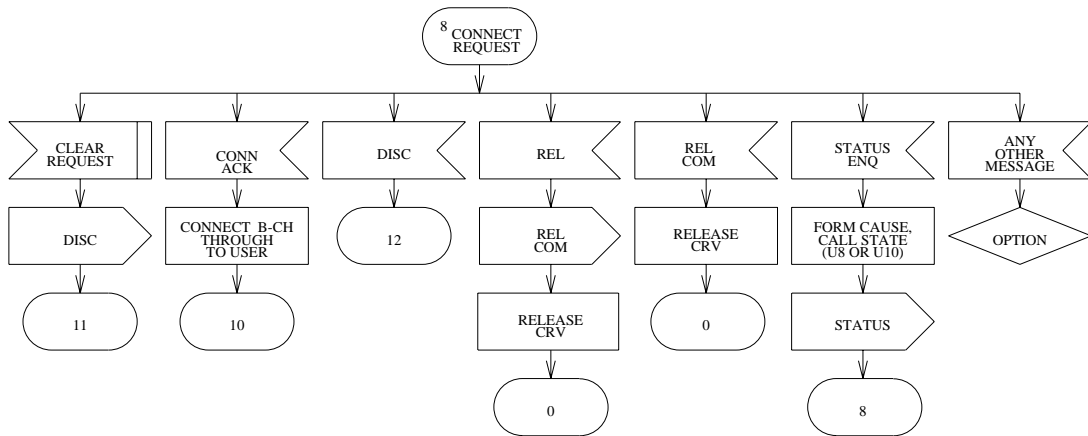 8 CONNECT
REQUEST
CLEAR
REQUEST
CONN
ACK
DISC
REL
REL
COM
STATUS
ENQ
ANY
OTHER
MESSAGE
DISC
CONNECT B-CH
THROUGH
TO USER
12
REL
COM
RELEASE
CRV
FORM CAUSE,
CALL STATE
(U8 OR U10)
OPTION
11
10
RELEASE
CRV
0
STATUS
0
8